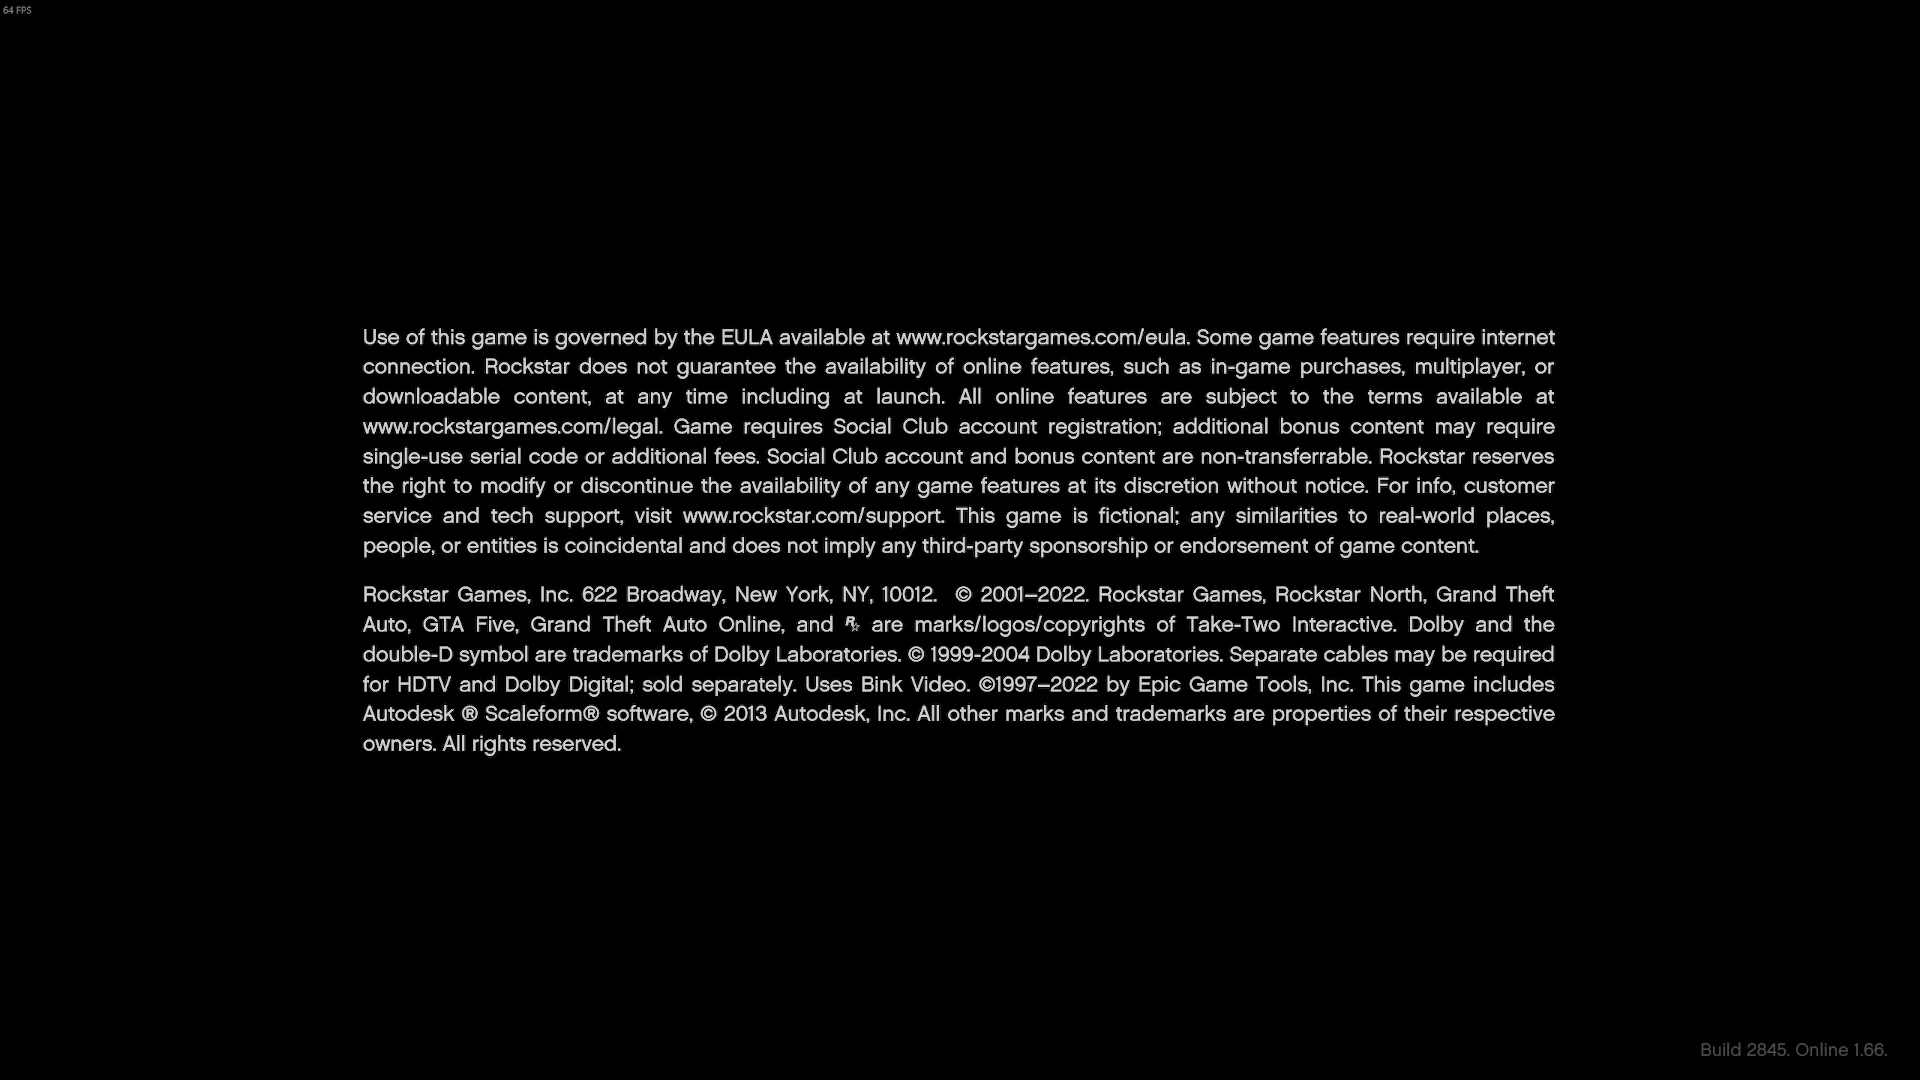 64 FPS
Use of this game is governed by the EULA available at www.rockstargames.com/eula. Some game features require internet
connection. Rockstar does not guarantee the availability of online features, such as in-game purchases, multiplayer, or
downloadable content, at any time including at launch. All online features are subject to the terms available at
www.rockstargames.com/legal. Game requires Social Club account registration; additional bonus content may require
single-use serial code or additional fees. Social Club account and bonus content are non-transferrable. Rockstar reserves
the right to modify or discontinue the availability of any game features at its discretion without notice. For info, customer
service and tech support, visit www.rockstar.com/support. This game is fictional; any similarities to real-world places,
people, or entities is coincidental and does not imply any third-party sponsorship or endorsement of game content.
Rockstar Games, Inc. 622 Broadway, New York, NY, 10012. © 2001–2022. Rockstar Games, Rockstar North, Grand Theft
Auto, GTA Five, Grand Theft Auto Online, and R☆ are marks/logos/copyrights of Take-Two Interactive. Dolby and the
double-D symbol are trademarks of Dolby Laboratories. © 1999-2004 Dolby Laboratories. Separate cables may be required
for HDTV and Dolby Digital; sold separately. Uses Bink Video. ©1997–2022 by Epic Game Tools, Inc. This game includes
Autodesk ® Scaleform® software, © 2013 Autodesk, Inc. All other marks and trademarks are properties of their respective
owners. All rights reserved.
Build 2845. Online 1.66.